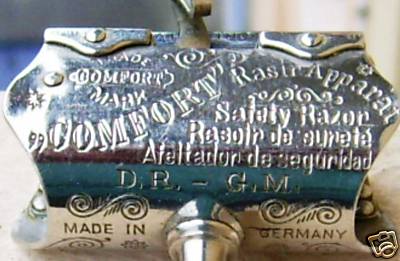 TRADE
"COMFORT"
MARK
"COMFORT"
Rasir-Apparat
Safety Razor
Rasoir de sureté
Afeitador de seguridad
D.R. - G.M.
MADE IN GERMANY